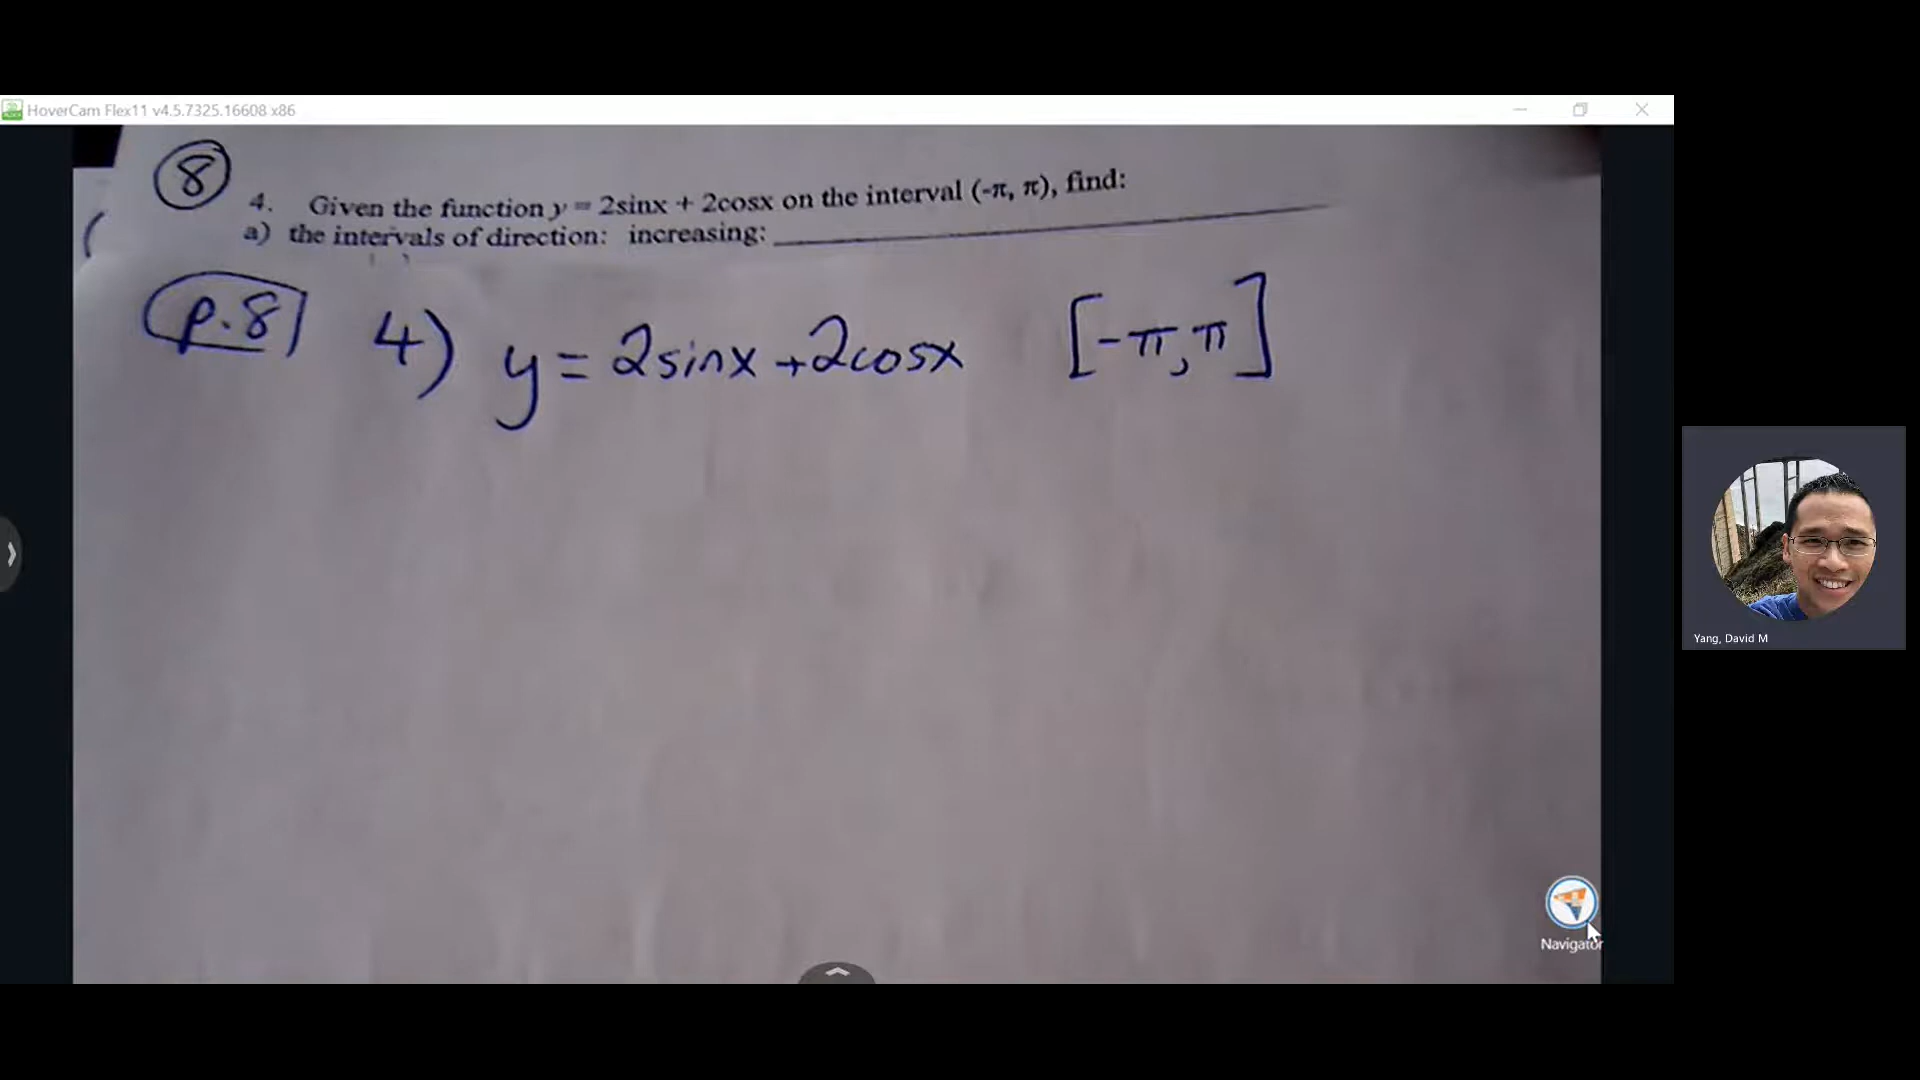 HoverCam Flex11 v4.5.7325.16608 x86
8
4. Given the function y = 2sinx + 2cosx on the interval (-π, π), find:
a) the intervals of direction: increasing:
p.8 4) y = 2sinx + 2cosx [-π, π]
Yang, David M
Navigator